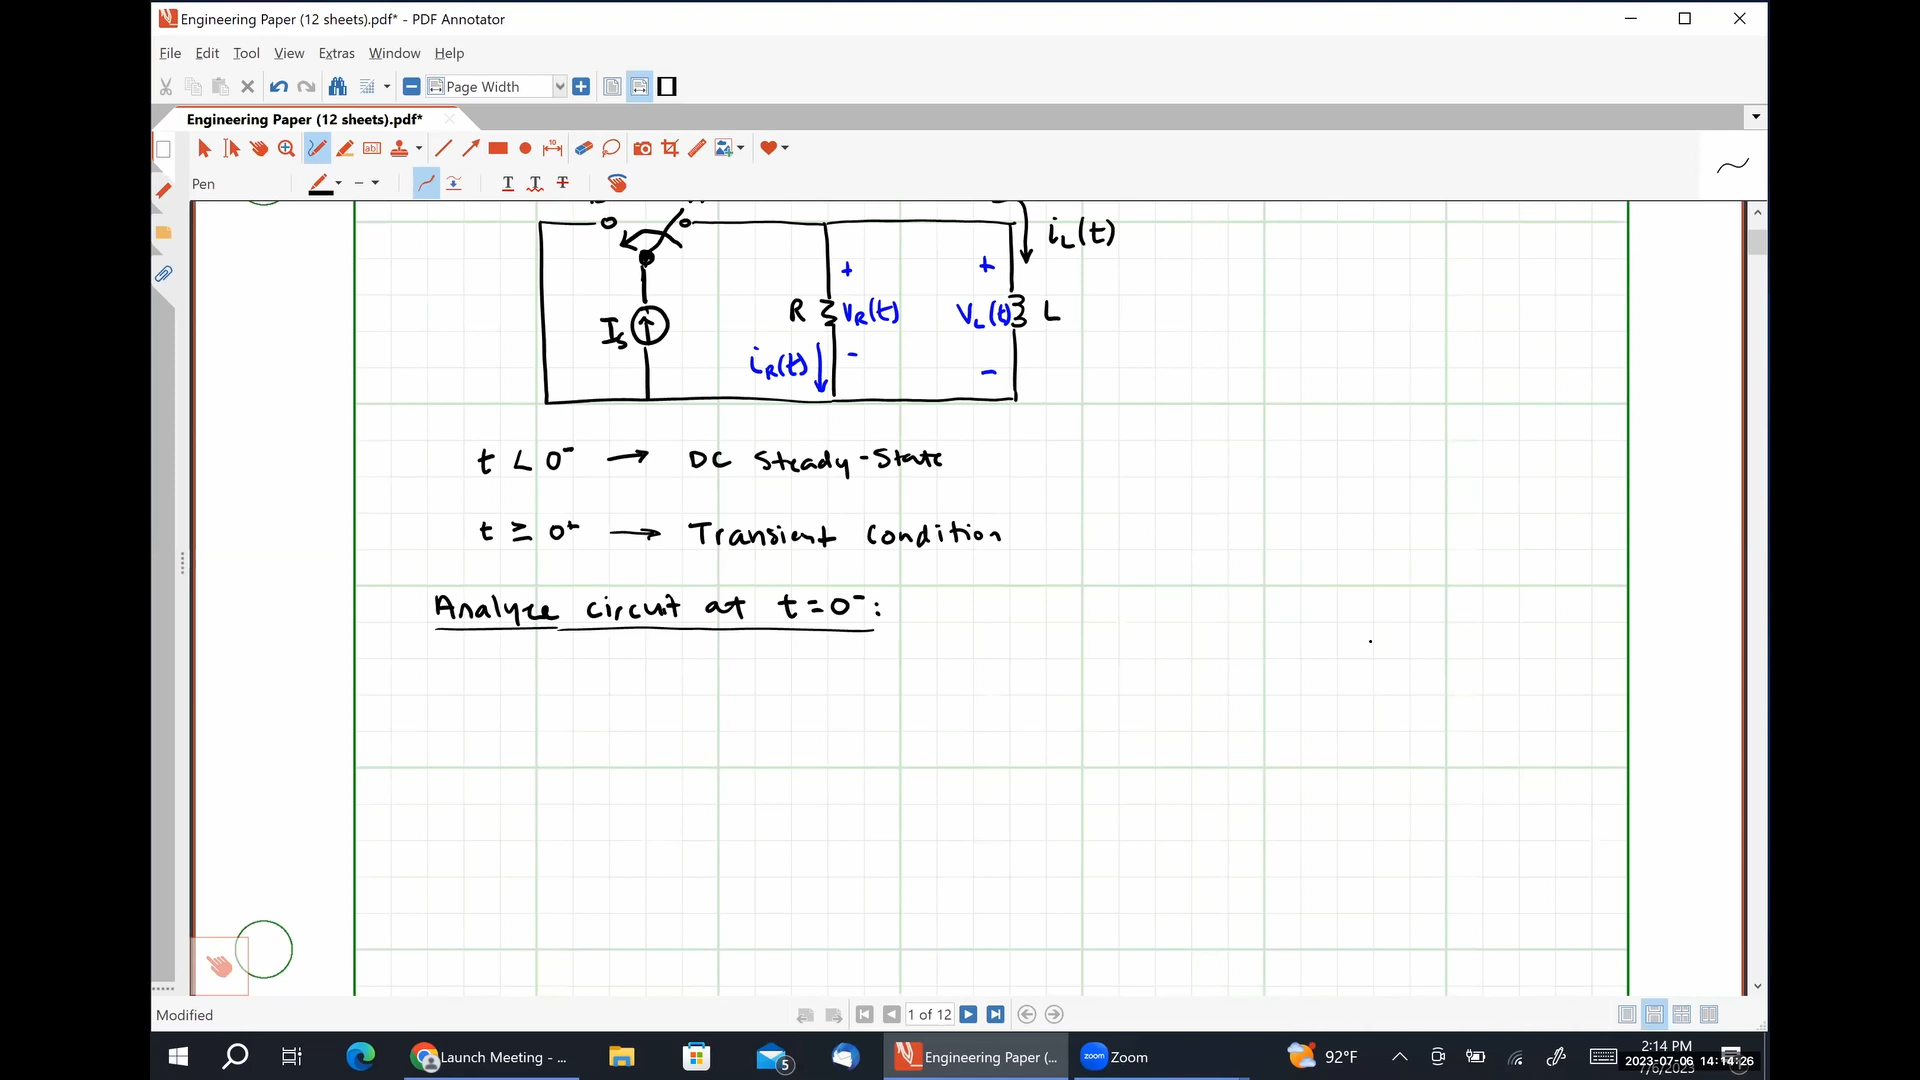 Engineering Paper (12 sheets).pdf* - PDF Annotator
File Edit Tool View Extras Window Help
Page Width
Engineering Paper (12 sheets).pdf*
Pen
iL(t)
+ +
R VR(t) VL(t) L
Is
iR(t) - -
t < 0⁻ → DC Steady-State
t ≥ 0⁺ → Transient Condition
Analyze circuit at t=0⁻:
Modified
1 of 12
Launch Meeting - ...
5
Engineering Paper (...
zoom Zoom
92°F
2:14 PM
2023-07-06 14:14:26